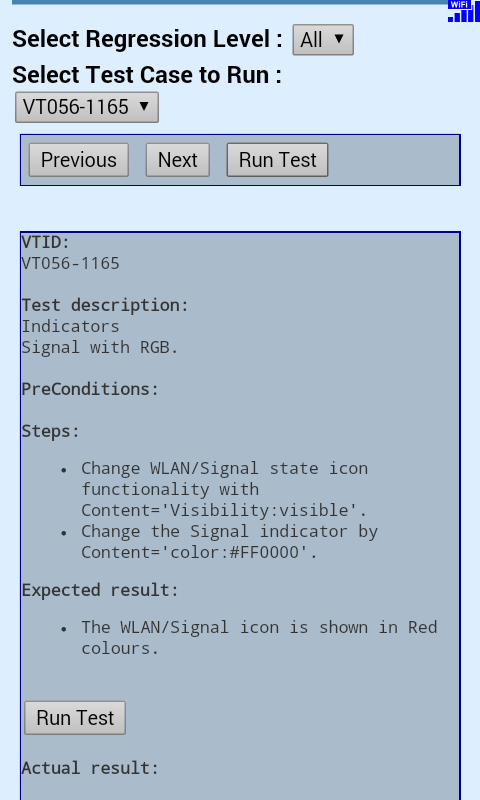 WiFi
Select Regression Level : All ▼
Select Test Case to Run :
VT056-1165 ▼
Previous Next Run Test
VTID:
VT056-1165
Test description:
Indicators
Signal with RGB.
PreConditions:
Steps:
• Change WLAN/Signal state icon
functionality with
Content='Visibility:visible'.
• Change the Signal indicator by
Content='color:#FF0000'.
Expected result:
• The WLAN/Signal icon is shown in Red
colours.
Run Test
Actual result: